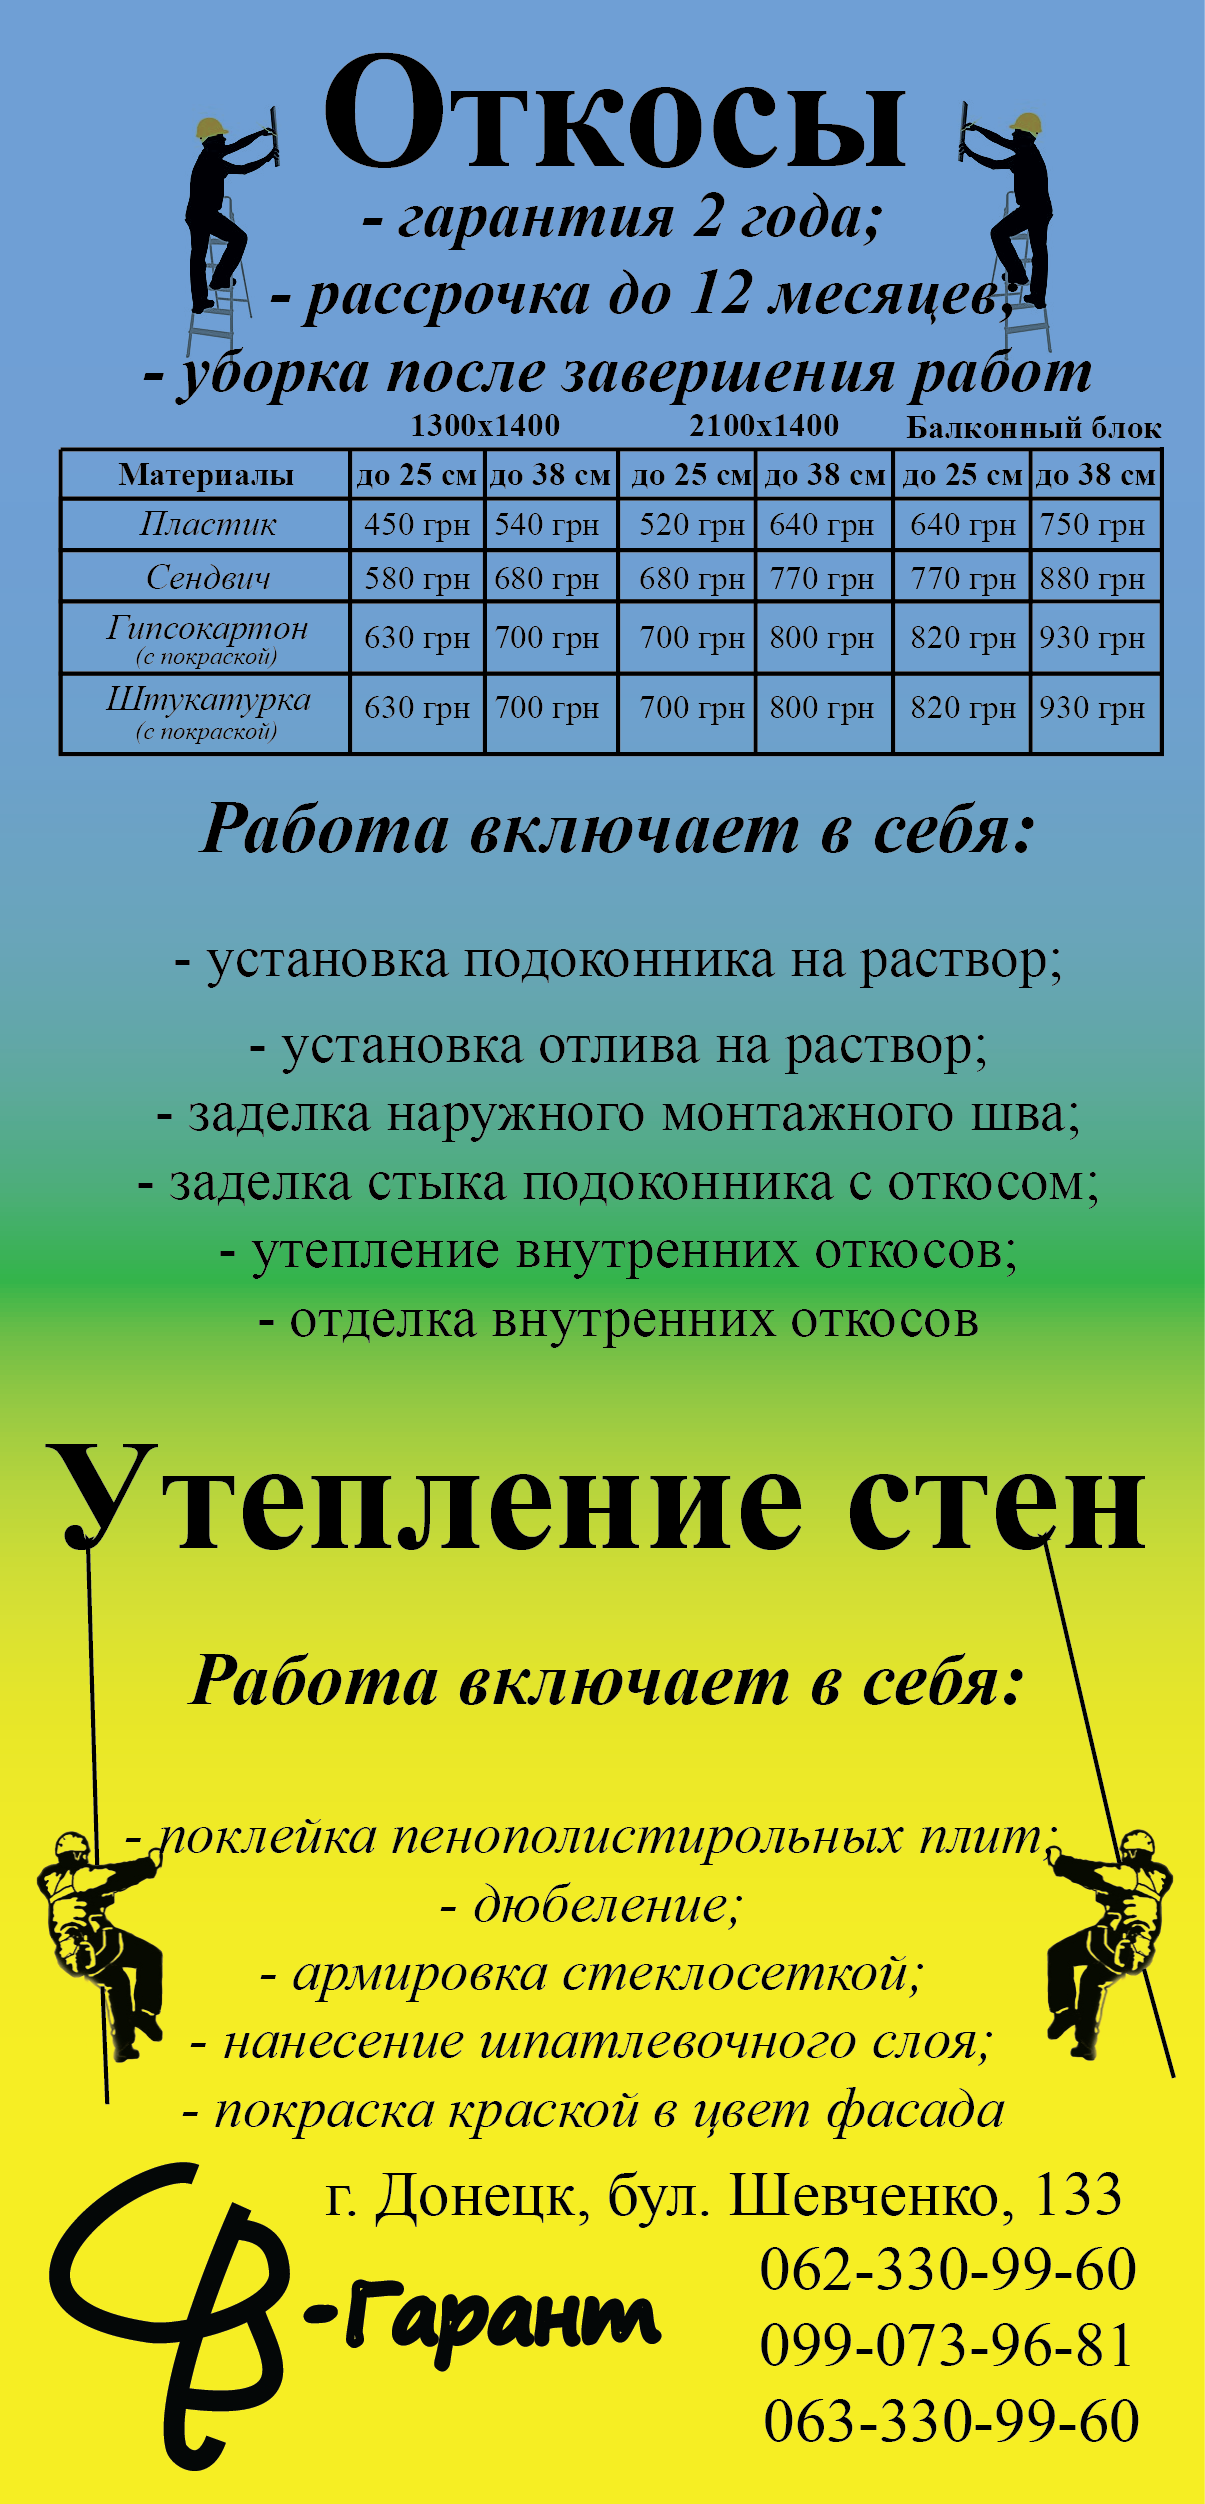 Откосы
- гарантия 2 года;
- рассрочка до 12 месяцев;
- уборка после завершения работ
1300х1400 2100х1400 Балконный блок
Материалы до 25 см до 38 см до 25 см до 38 см до 25 см до 38 см
Пластик 450 грн 540 грн 520 грн 640 грн 640 грн 750 грн
Сендвич 580 грн 680 грн 680 грн 770 грн 770 грн 880 грн
Гипсокартон 630 грн 700 грн 700 грн 800 грн 820 грн 930 грн
(с покраской)
Штукатурка 630 грн 700 грн 700 грн 800 грн 820 грн 930 грн
(с покраской)
Работа включает в себя:
- установка подоконника на раствор;
- установка отлива на раствор;
- заделка наружного монтажного шва;
- заделка стыка подоконника с откосом;
- утепление внутренних откосов;
- отделка внутренних откосов
Утепление стен
Работа включает в себя:
- поклейка пенополистирольных плит;
- дюбеление;
- армировка стеклосеткой;
- нанесение шпатлевочного слоя;
- покраска краской в цвет фасада
г. Донецк, бул. Шевченко, 133
062-330-99-60
-Гарант
099-073-96-81
063-330-99-60